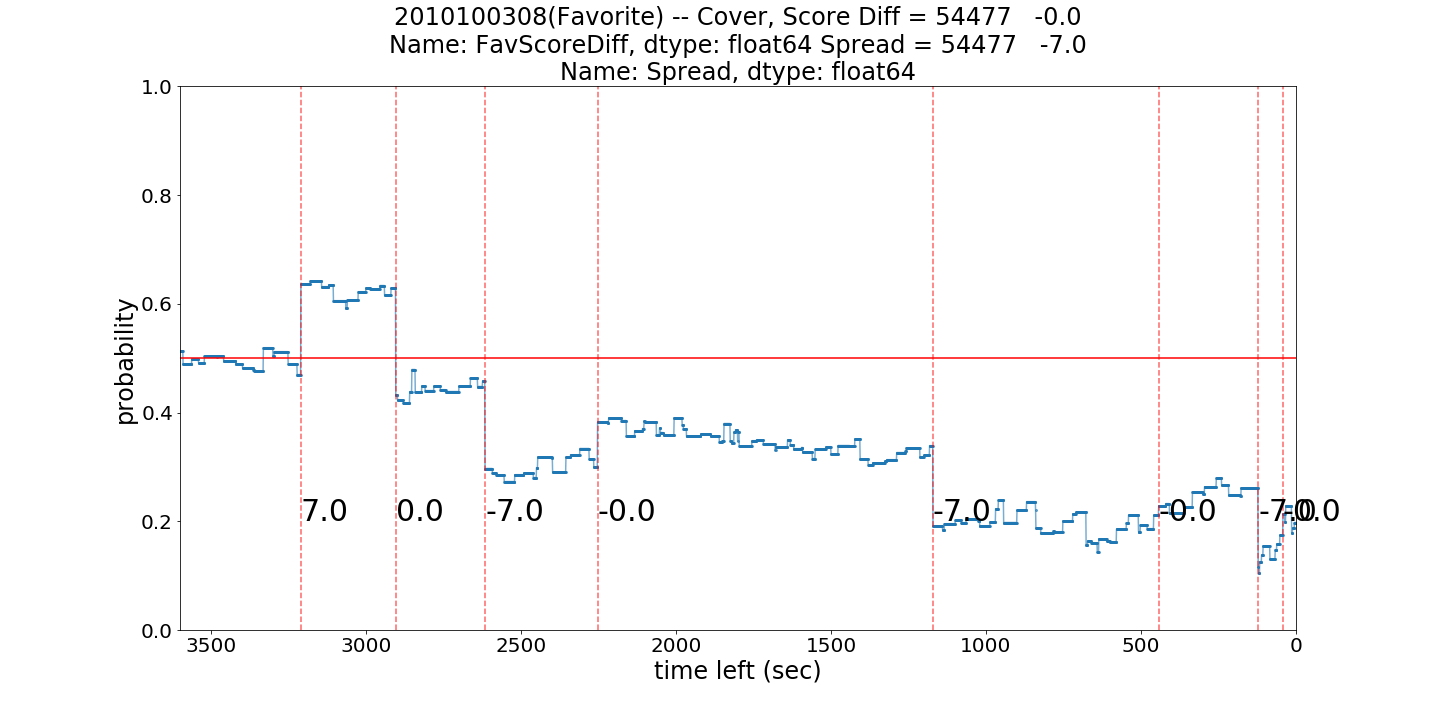 2010100308(Favorite) -- Cover, Score Diff = 54477   -0.0
Name: FavScoreDiff, dtype: float64 Spread = 54477   -7.0
Name: Spread, dtype: float64
1.0
0.8
0.6
0.4
0.2
0.0
probability
7.0 0.0 -7.0 -0.0 -7.0 -0.0 -7.0 -0.0
3500 3000 2500 2000 1500 1000 500 0
time left (sec)